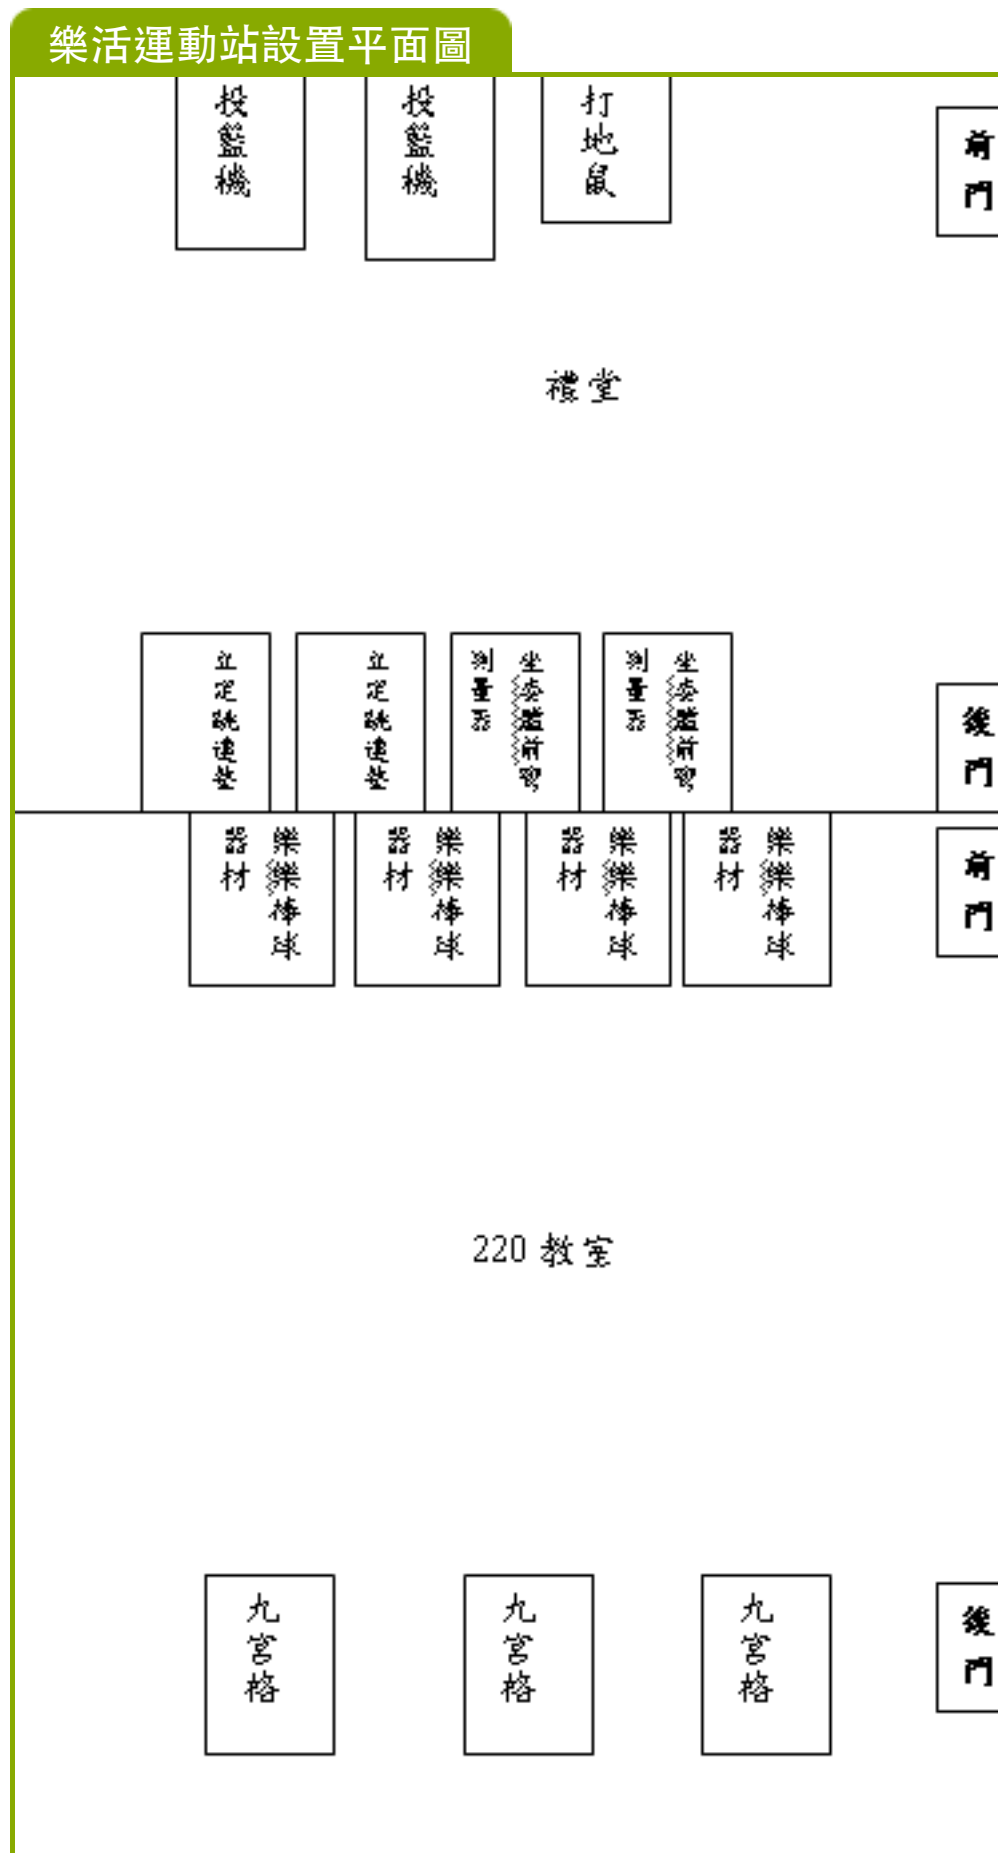 樂活運動站設置平面圖
投籃機
投籃機
打地鼠
前門
禮堂
立定跳遠墊
立定跳遠墊
坐姿體前彎
測量器
坐姿體前彎
測量器
後門
樂樂棒球
器材
樂樂棒球
器材
樂樂棒球
器材
樂樂棒球
器材
前門
220 教室
九宮格
九宮格
九宮格
後門